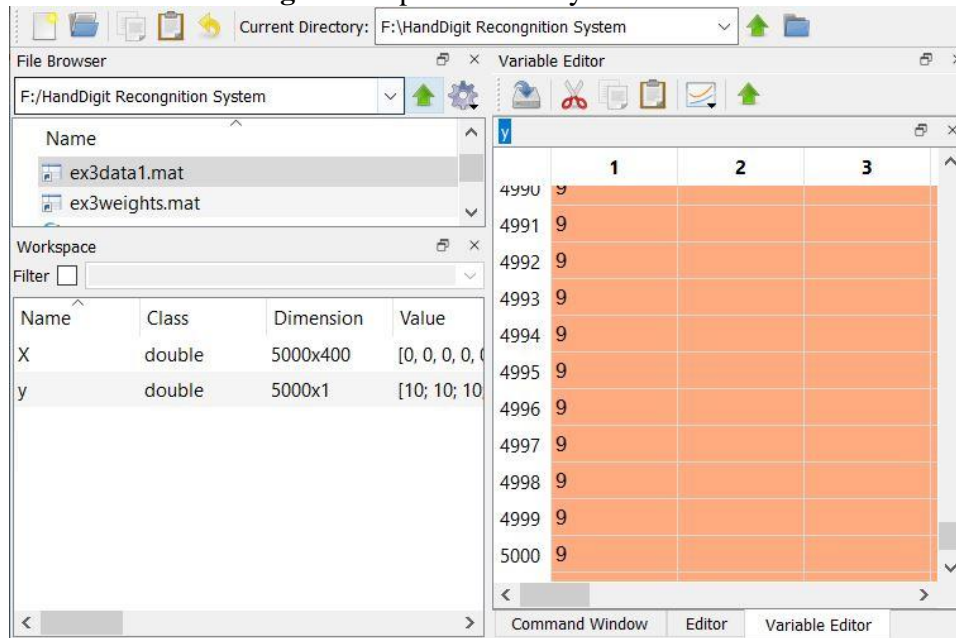 Current Directory: F:\HandDigit Recongnition System
File Browser
F:/HandDigit Recongnition System
Name
ex3data1.mat
ex3weights.mat
Workspace
Filter
Name Class Dimension Value
X double 5000x400 [0, 0, 0, 0, 0
y double 5000x1 [10; 10; 10;
Variable Editor
y
1 2 3
4990 9
4991 9
4992 9
4993 9
4994 9
4995 9
4996 9
4997 9
4998 9
4999 9
5000 9
Command Window Editor Variable Editor